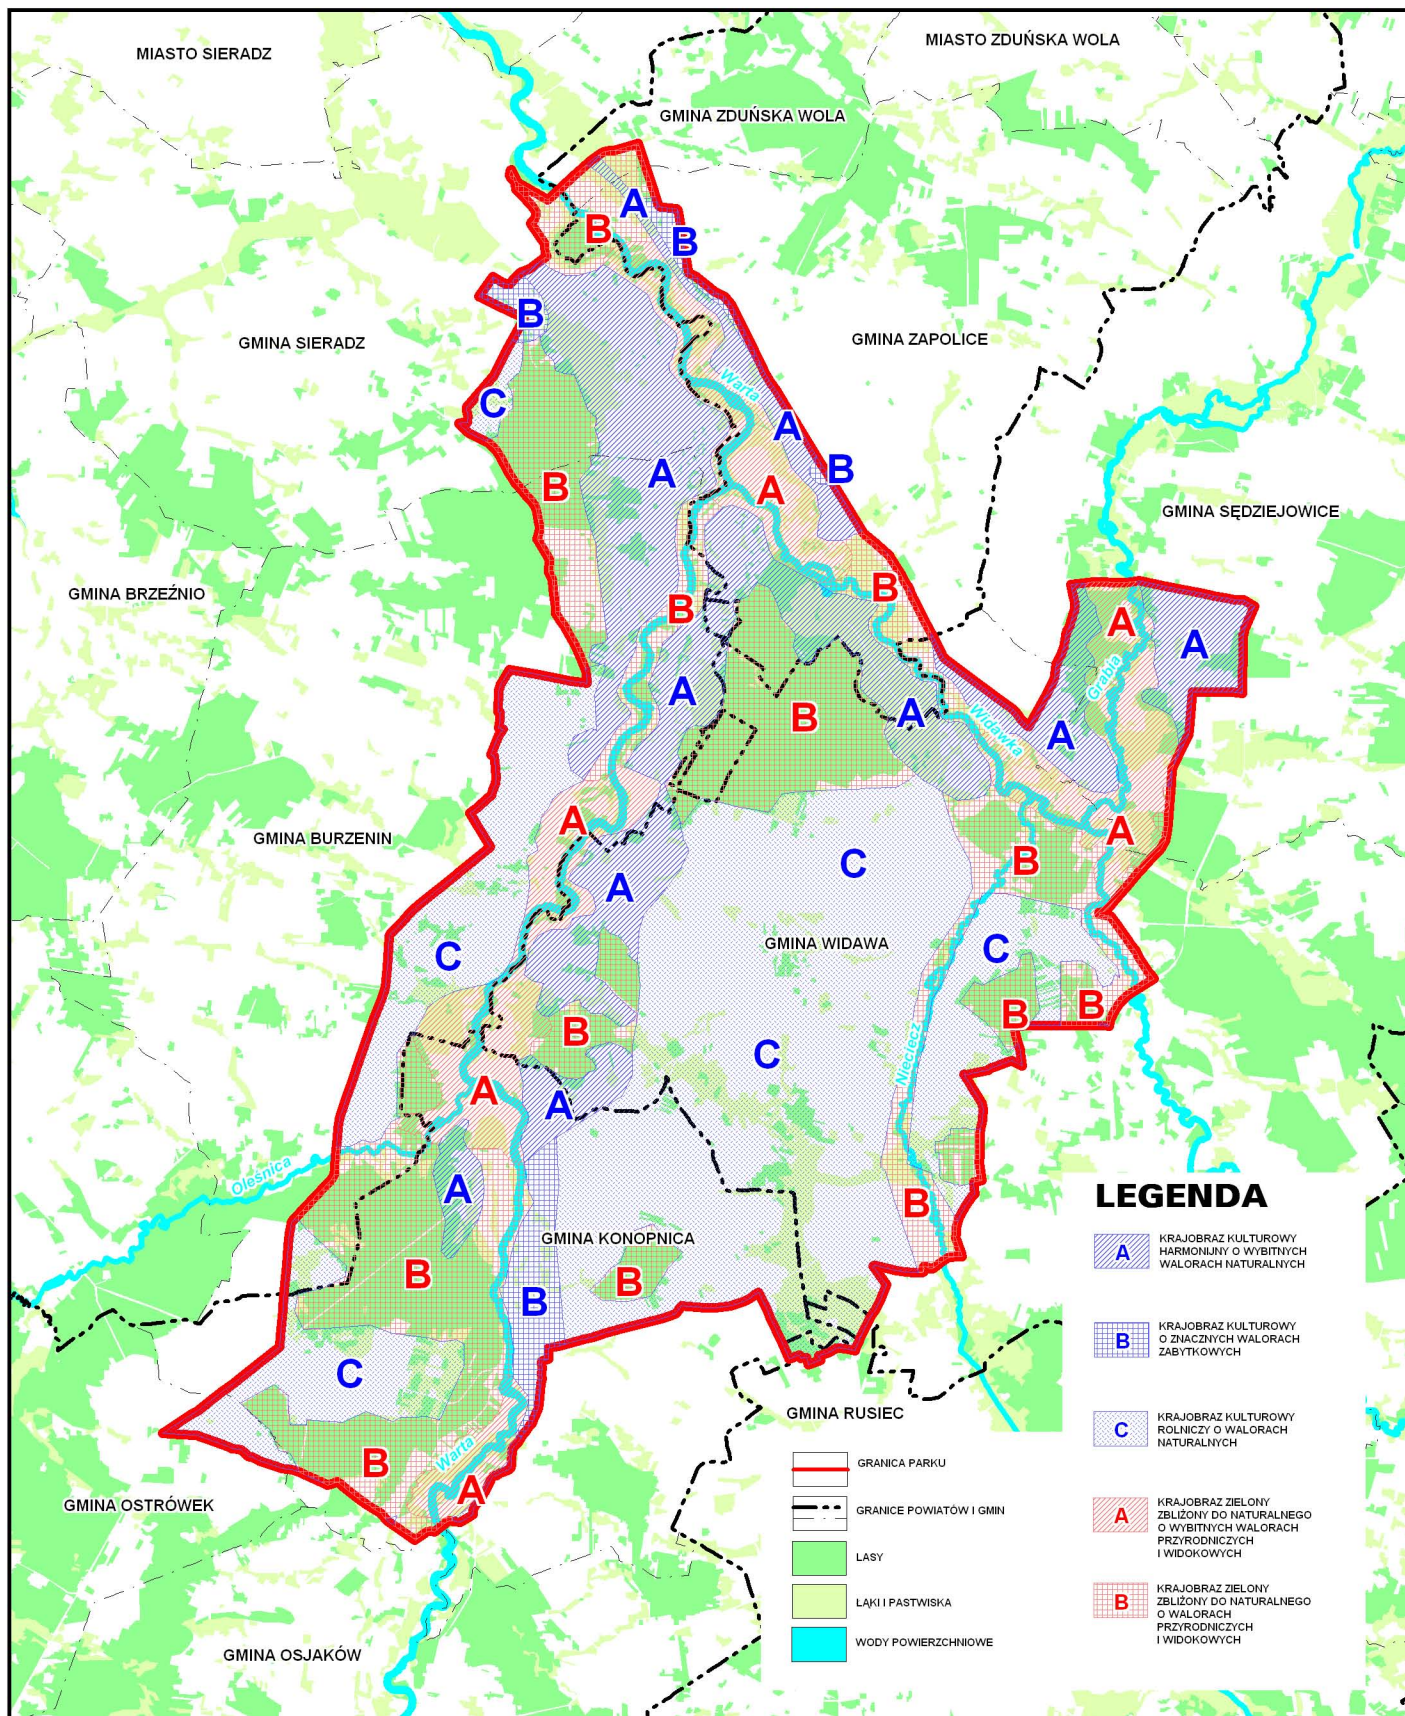 MIASTO SIERADZ
MIASTO ZDUŃSKA WOLA
GMINA ZDUŃSKA WOLA
A
B
B
B
GMINA SIERADZ
GMINA ZAPOLICE
Warta
C
A
B
A
B
A
GMINA SĘDZIEJOWICE
GMINA BRZEŹNIO
B
B
A
A
Grabia
A
B
A
Widawka
A
A
A
GMINA BURZENIN
B
C
A
C
GMINA WIDAWA
C
B
B
B
C
Nieciecz
A
A
Oleśnica
A
B
GMINA KONOPNICA
B
B
B
C
GMINA RUSIEC
Warta
B
A
GMINA OSTRÓWEK
GMINA OSJAKÓW
GRANICA PARKU
GRANICE POWIATÓW I GMIN
LASY
ŁĄKI I PASTWISKA
WODY POWIERZCHNIOWE
LEGENDA
A
KRAJOBRAZ KULTUROWY
HARMONIJNY O WYBITNYCH
WALORACH NATURALNYCH
B
KRAJOBRAZ KULTUROWY
O ZNACZNYCH WALORACH
ZABYTKOWYCH
C
KRAJOBRAZ KULTUROWY
ROLNICZY O WALORACH
NATURALNYCH
A
KRAJOBRAZ ZIELONY
ZBLIŻONY DO NATURALNEGO
O WYBITNYCH WALORACH
PRZYRODNICZYCH
I WIDOKOWYCH
B
KRAJOBRAZ ZIELONY
ZBLIŻONY DO NATURALNEGO
O WALORACH
PRZYRODNICZYCH
I WIDOKOWYCH